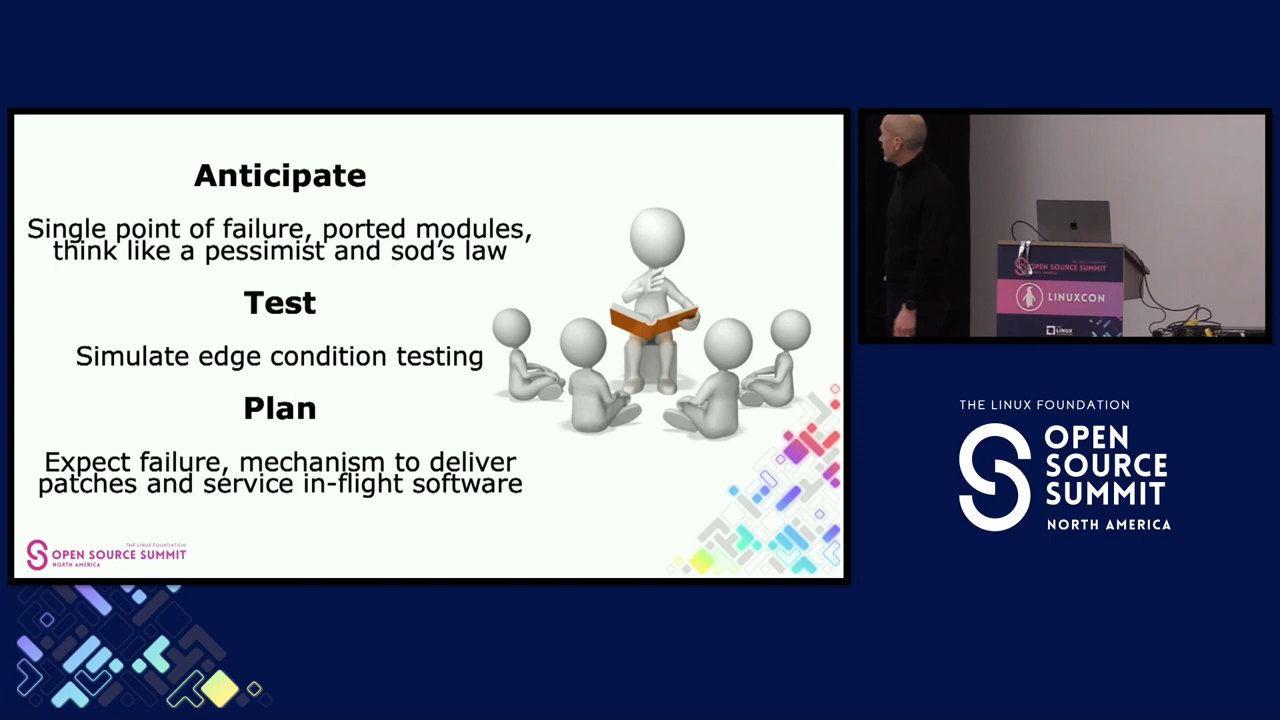 Anticipate
Single point of failure, ported modules,
think like a pessimist and sod’s law
Test
Simulate edge condition testing
Plan
Expect failure, mechanism to deliver
patches and service in-flight software
THE LINUX FOUNDATION
OPEN SOURCE SUMMIT
NORTH AMERICA
OPEN SOURCE SUMMIT
LINUXCON
LINUX
THE LINUX FOUNDATION
OPEN
SOURCE
SUMMIT
NORTH AMERICA